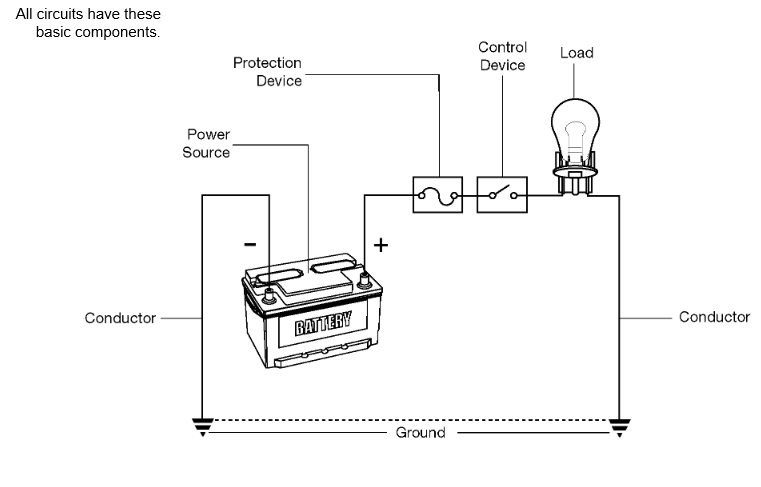 All circuits have these
basic components.
Protection
Device
Control
Device
Load
Power
Source
−
+
BATTERY
Conductor
Conductor
Ground